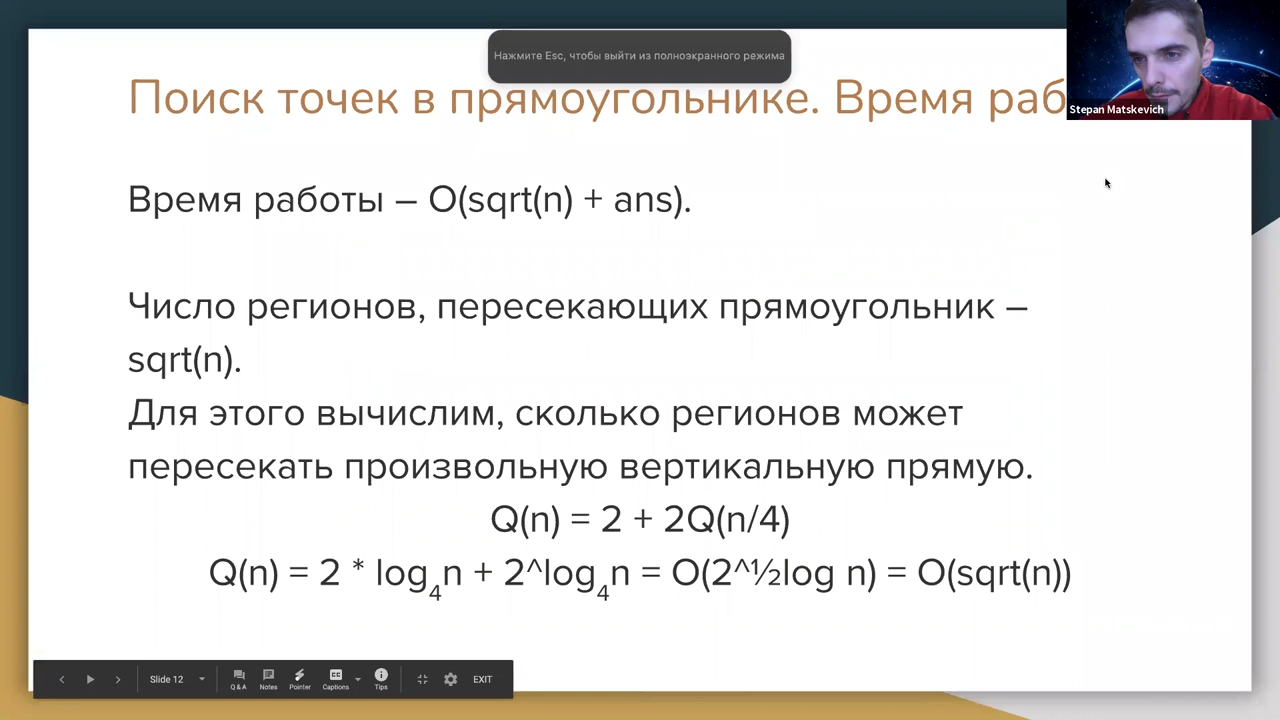 Нажмите Esc, чтобы выйти из полноэкранного режима
Поиск точек в прямоугольнике. Время раб
Stepan Matskevich
Время работы – O(sqrt(n) + ans).
Число регионов, пересекающих прямоугольник –
sqrt(n).
Для этого вычислим, сколько регионов может
пересекать произвольную вертикальную прямую.
Q(n) = 2 + 2Q(n/4)
Q(n) = 2 * log₄n + 2^log₄n = O(2^½log n) = O(sqrt(n))
Slide 12
Q & A
Notes
Pointer
Captions
Tips
EXIT